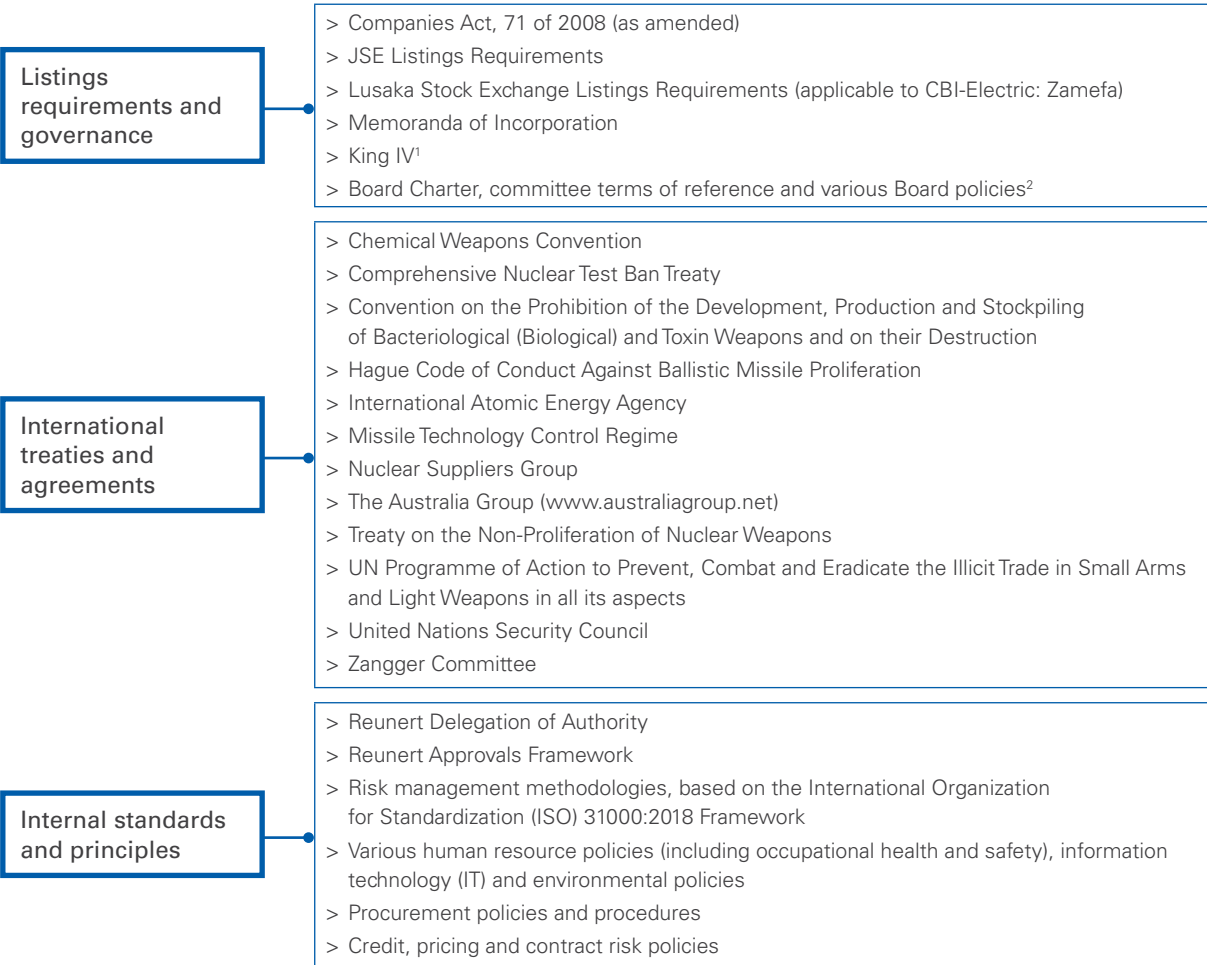 Listings
requirements and
governance
> Companies Act, 71 of 2008 (as amended)
> JSE Listings Requirements
> Lusaka Stock Exchange Listings Requirements (applicable to CBI-Electric: Zamefa)
> Memoranda of Incorporation
> King IV¹
> Board Charter, committee terms of reference and various Board policies²
International
treaties and
agreements
> Chemical Weapons Convention
> Comprehensive Nuclear Test Ban Treaty
> Convention on the Prohibition of the Development, Production and Stockpiling
of Bacteriological (Biological) and Toxin Weapons and on their Destruction
> Hague Code of Conduct Against Ballistic Missile Proliferation
> International Atomic Energy Agency
> Missile Technology Control Regime
> Nuclear Suppliers Group
> The Australia Group (www.australiagroup.net)
> Treaty on the Non-Proliferation of Nuclear Weapons
> UN Programme of Action to Prevent, Combat and Eradicate the Illicit Trade in Small Arms
and Light Weapons in all its aspects
> United Nations Security Council
> Zangger Committee
Internal standards
and principles
> Reunert Delegation of Authority
> Reunert Approvals Framework
> Risk management methodologies, based on the International Organization
for Standardization (ISO) 31000:2018 Framework
> Various human resource policies (including occupational health and safety), information
technology (IT) and environmental policies
> Procurement policies and procedures
> Credit, pricing and contract risk policies